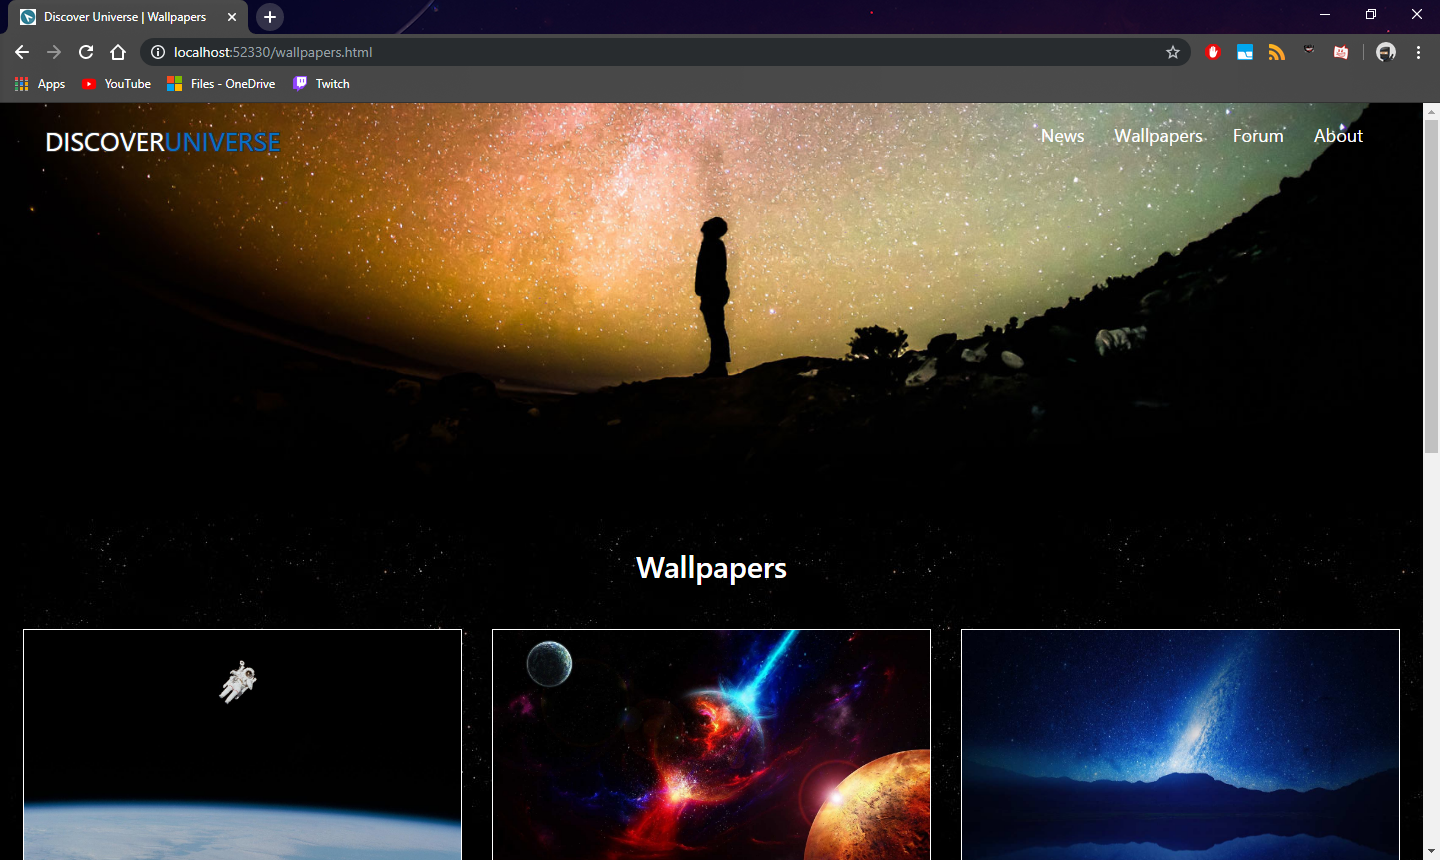 Discover Universe | Wallpapers
localhost:52330/wallpapers.html
Apps YouTube Files - OneDrive Twitch
DISCOVERUNIVERSE News Wallpapers Forum About
Wallpapers